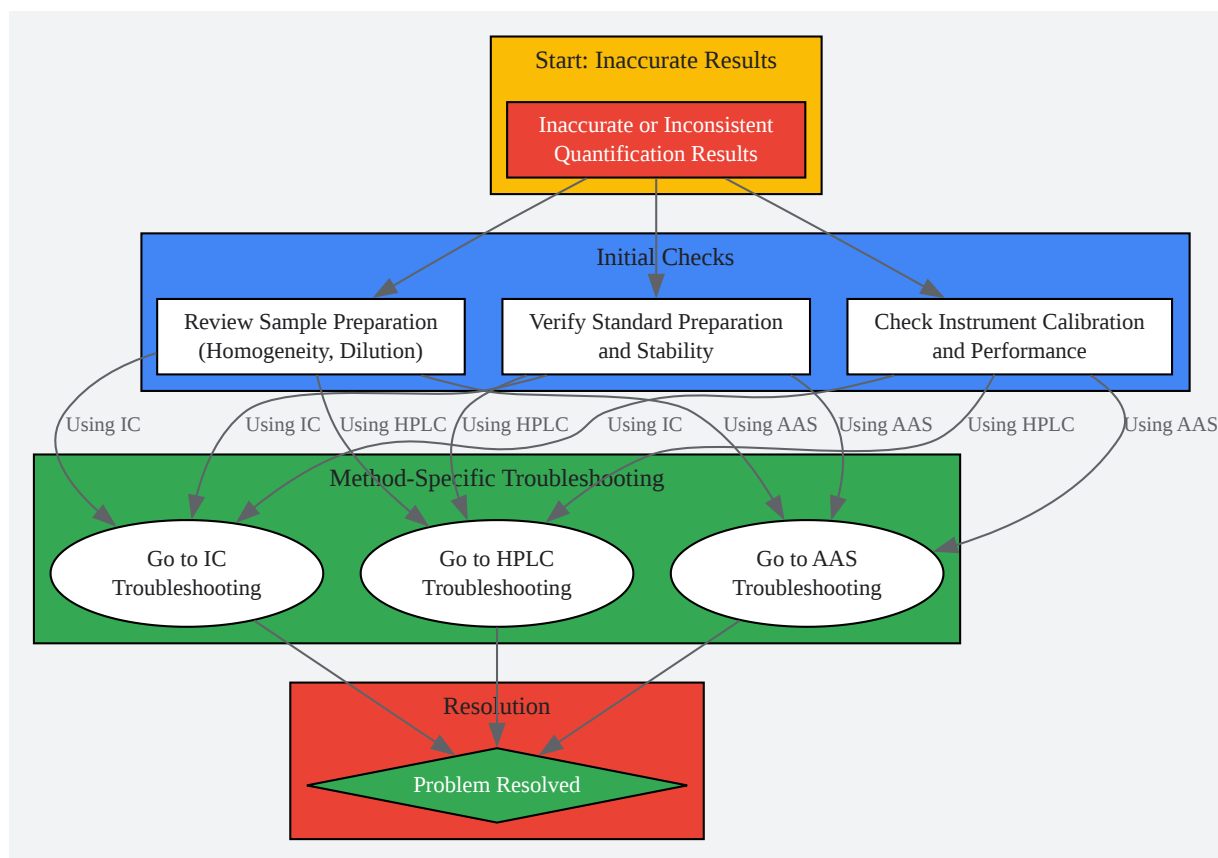 Start: Inaccurate Results
Inaccurate or Inconsistent
Quantification Results
Initial Checks
Review Sample Preparation
(Homogeneity, Dilution)
Verify Standard Preparation
and Stability
Check Instrument Calibration
and Performance
Using IC
Using IC
Using HPLC
Using HPLC
Using IC
Using AAS
Using AAS
Using HPLC
Using AAS
Method-Specific Troubleshooting
Go to IC
Troubleshooting
Go to HPLC
Troubleshooting
Go to AAS
Troubleshooting
Resolution
Problem Resolved